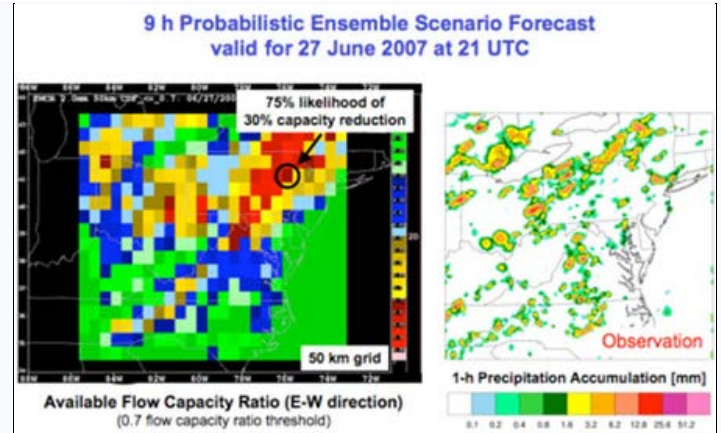 9 h Probabilistic Ensemble Scenario Forecast
valid for 27 June 2007 at 21 UTC
75% likelihood of
30% capacity reduction
50 km grid
Available Flow Capacity Ratio (E-W direction)
(0.7 flow capacity ratio threshold)
Observation
1-h Precipitation Accumulation [mm]
0.1 0.2 0.4 0.8 1.6 3.2 6.2 12.8 25.6 51.2